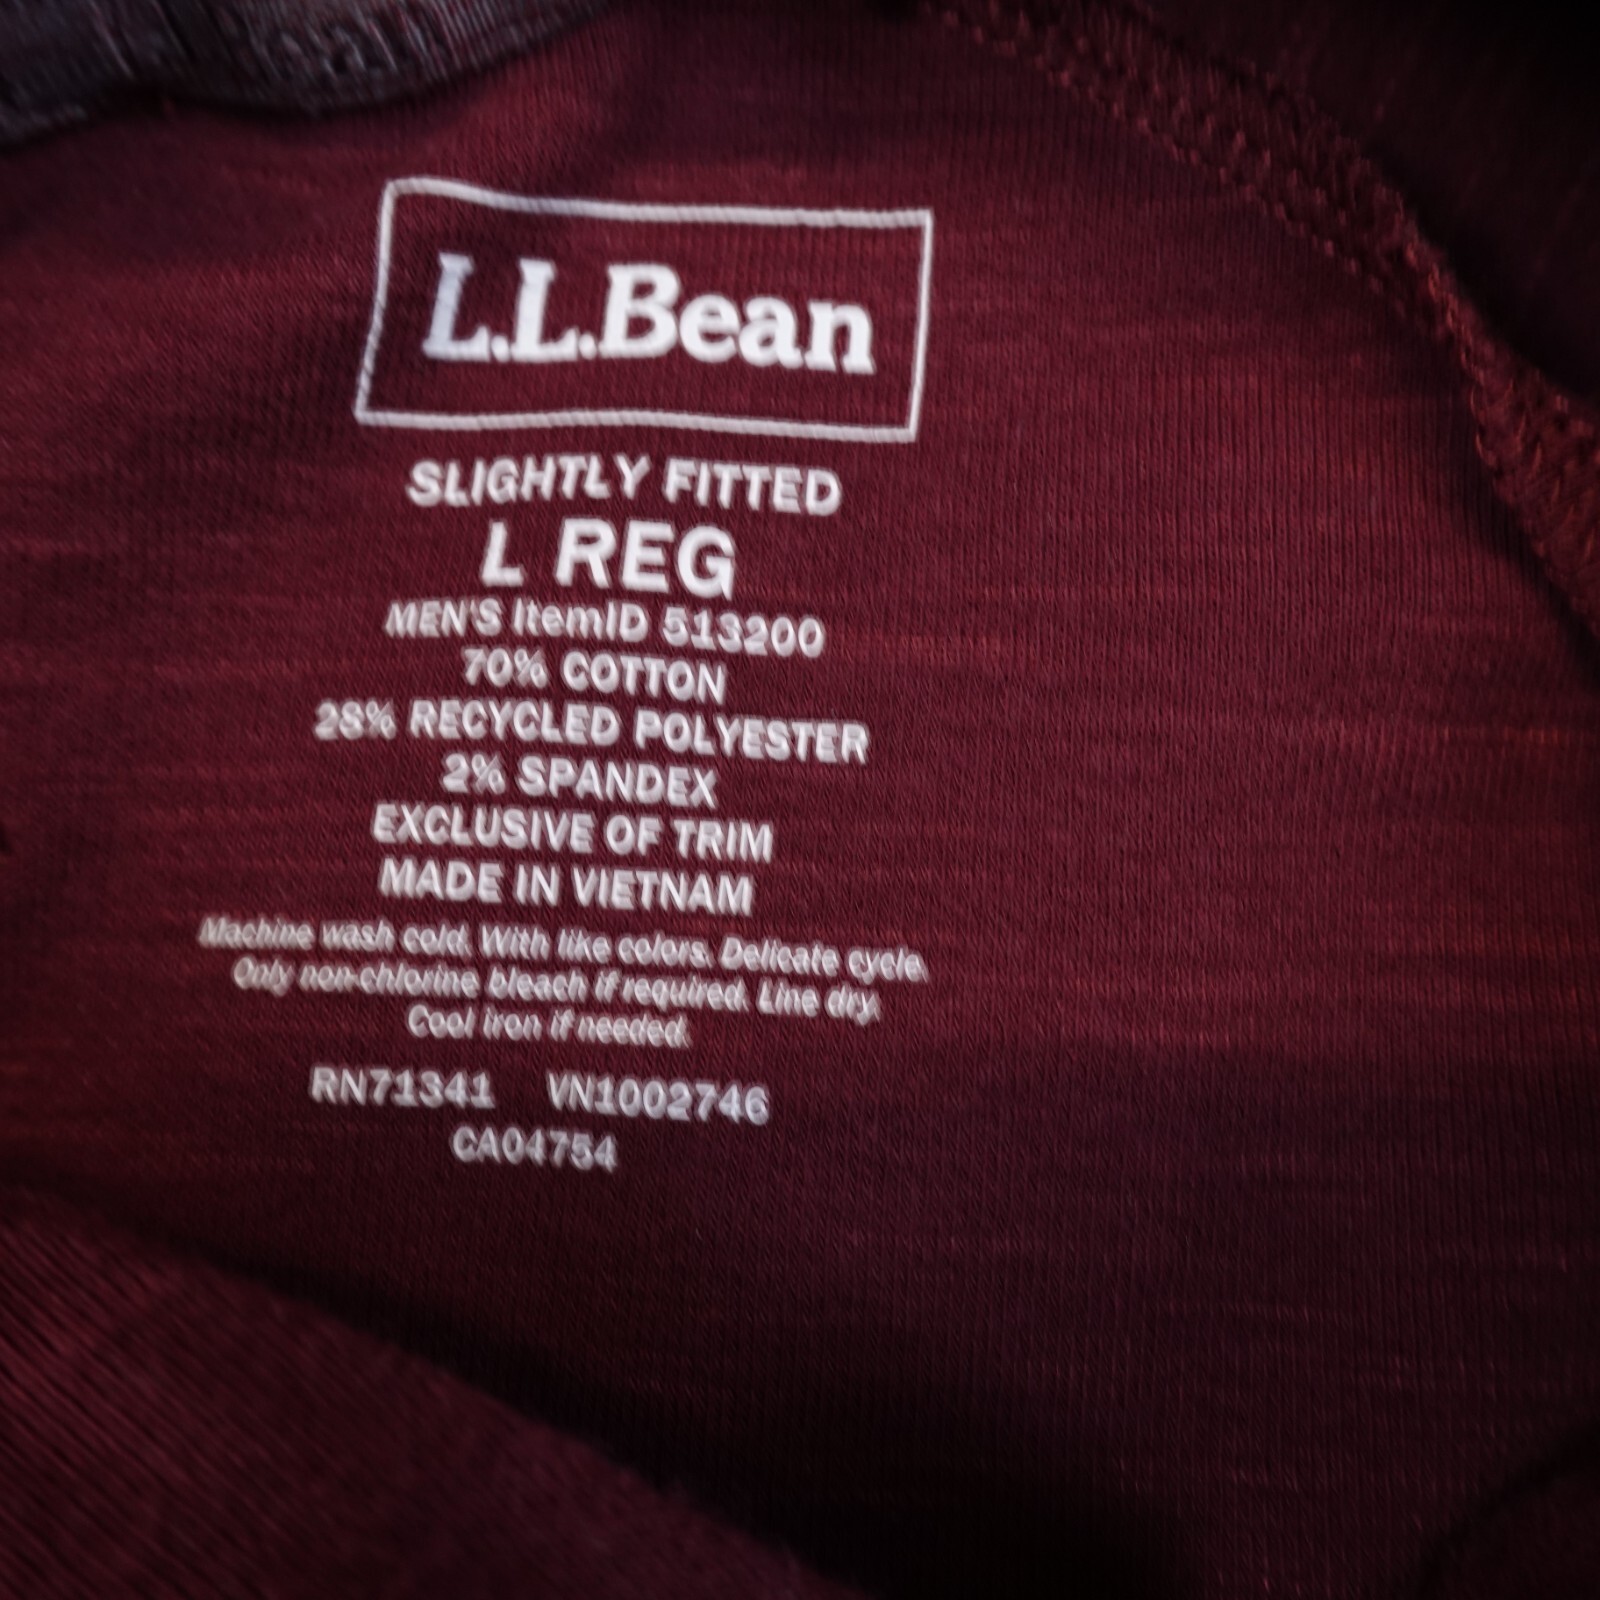 L.L.Bean
SLIGHTLY FITTED
L REG
MEN'S ItemID 513200
70% COTTON
28% RECYCLED POLYESTER
2% SPANDEX
EXCLUSIVE OF TRIM
MADE IN VIETNAM
Machine wash cold. With like colors. Delicate cycle.
Only non-chlorine bleach if required. Line dry.
Cool iron if needed.
RN71341 VN1002746
CA04754